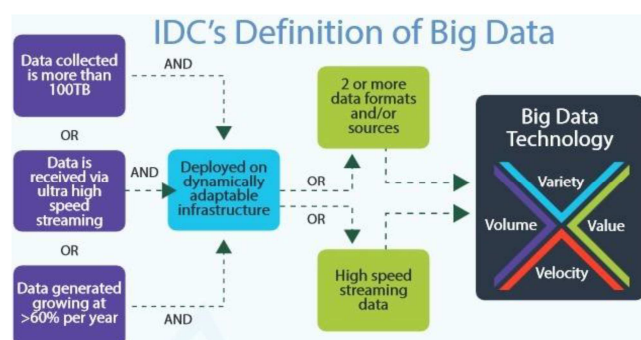 IDC's Definition of Big Data
Data collected
is more than
100TB
AND
OR
Data is
received via
ultra high
speed
streaming
AND
OR
Data generated
growing at
>60% per year
AND
Deployed on
dynamically
adaptable
infrastructure
OR
OR
2 or more
data formats
and/or
sources
High speed
streaming
data
Big Data
Technology
Variety
Volume
Value
Velocity